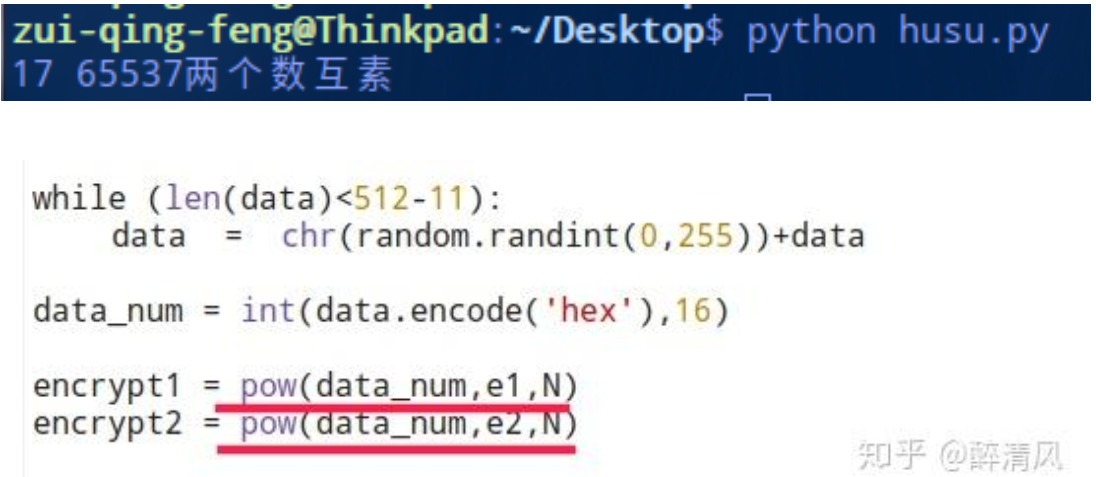 zui-qing-feng@Thinkpad:~/Desktop$ python husu.py
17 65537两个数互素
while (len(data)<512-11):
    data  =  chr(random.randint(0,255))+data
data_num = int(data.encode('hex'),16)
encrypt1 = pow(data_num,e1,N)
encrypt2 = pow(data_num,e2,N)
知乎 @醉清风